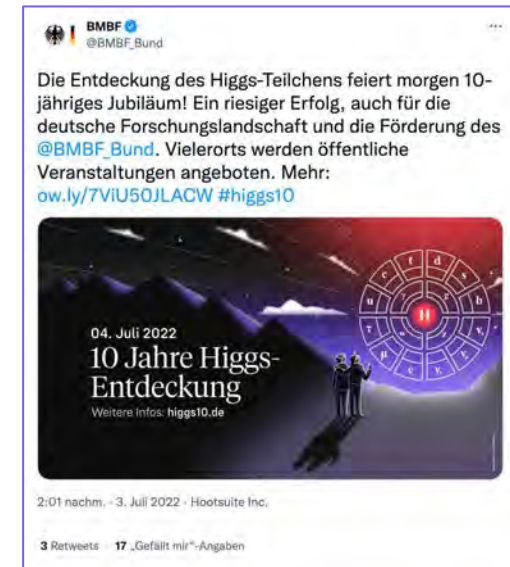 BMBF
@BMBF_Bund
Die Entdeckung des Higgs-Teilchens feiert morgen 10-
jähriges Jubiläum! Ein riesiger Erfolg, auch für die
deutsche Forschungslandschaft und die Förderung des
@BMBF_Bund. Vielerorts werden öffentliche
Veranstaltungen angeboten. Mehr:
ow.ly/7ViU50JLACW #higgs10
04. Juli 2022
10 Jahre Higgs-
Entdeckung
Weitere Infos: higgs10.de
H
2:01 nachm. · 3. Juli 2022 · Hootsuite Inc.
3 Retweets 17 „Gefällt mir“-Angaben